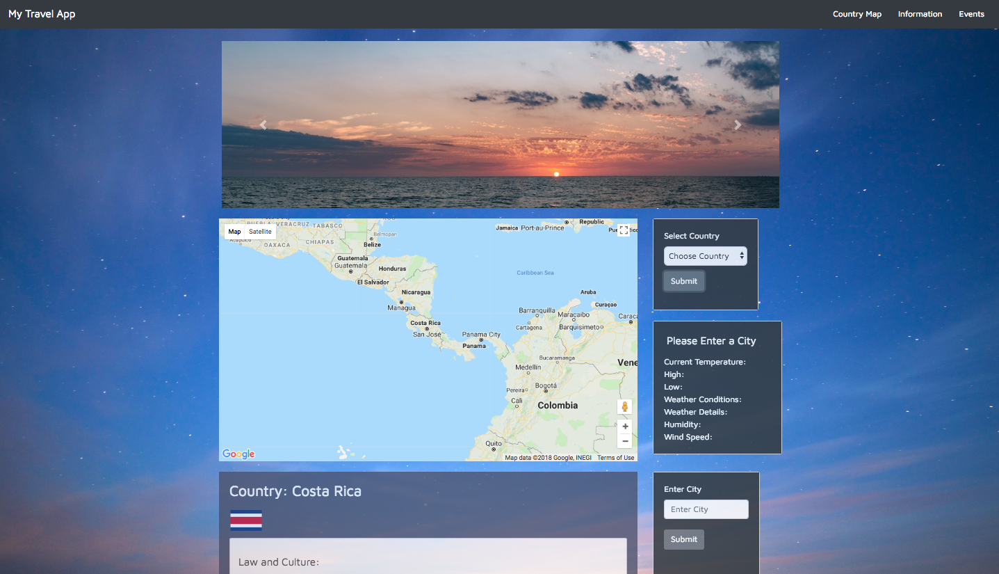 My Travel App
Country Map Information Events
Map Satellite
VERACRUZ TABASCO
OAXACA CHIAPAS
Belmopan
Belize
Jamaica Port-au-Prince Republic
Guatemala
Guatemala
Honduras
El Salvador
Nicaragua
Managua
Costa Rica
San José
Panama City
Panama
Caribbean Sea
Aruba
Curaçao
Barranquilla Maracaibo
Cartagena Barquisimeto
Bucaramanga
Medellín
Bogotá
Pereira
Cali
Colombia
Quito
Google
Map data ©2018 Google, INEGI Terms of Use
Select Country
Choose Country
Submit
Please Enter a City
Current Temperature:
High:
Low:
Weather Conditions:
Weather Details:
Humidity:
Wind Speed:
Country: Costa Rica
Law and Culture:
Enter City
Enter City
Submit